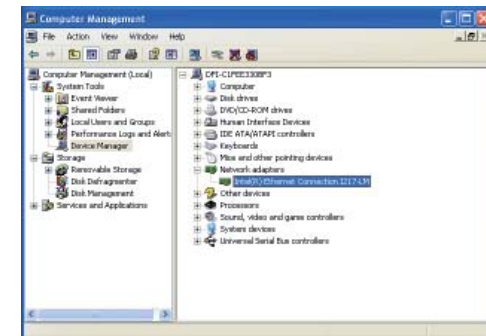 Computer Management
File Action View Window Help
Computer Management (Local)
System Tools
Event Viewer
Shared Folders
Local Users and Groups
Performance Logs and Alert:
Device Manager
Storage
Removable Storage
Disk Defragmenter
Disk Management
Services and Applications
Computer
Disk drives
DVD/CD-ROM drives
Human Interface Devices
IDE ATA/ATAPI controllers
Keyboards
Mice and other pointing devices
Network adapters
Intel(R) Ethernet Connection I217-LM
Other devices
Processors
Sound, video and game controllers
System devices
Universal Serial Bus controllers